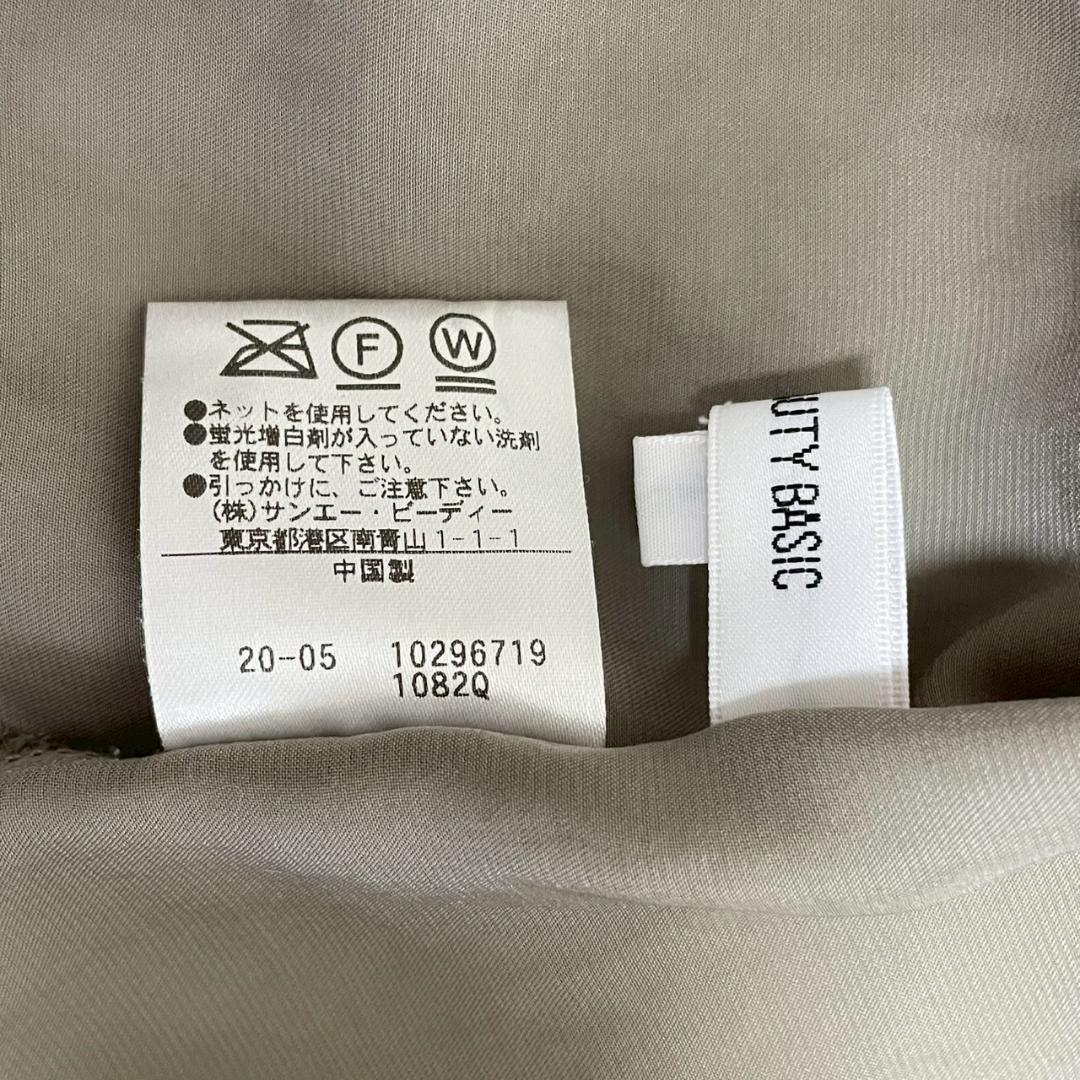 F
W
●ネットを使用してください。
●蛍光増白剤が入っていない洗剤
を使用して下さい。
●引っかけに、ご注意下さい。
(株)サンエー・ビーディー
東京都港区南青山1-1-1
中国製
20-05 10296719
1082Q
BASIC